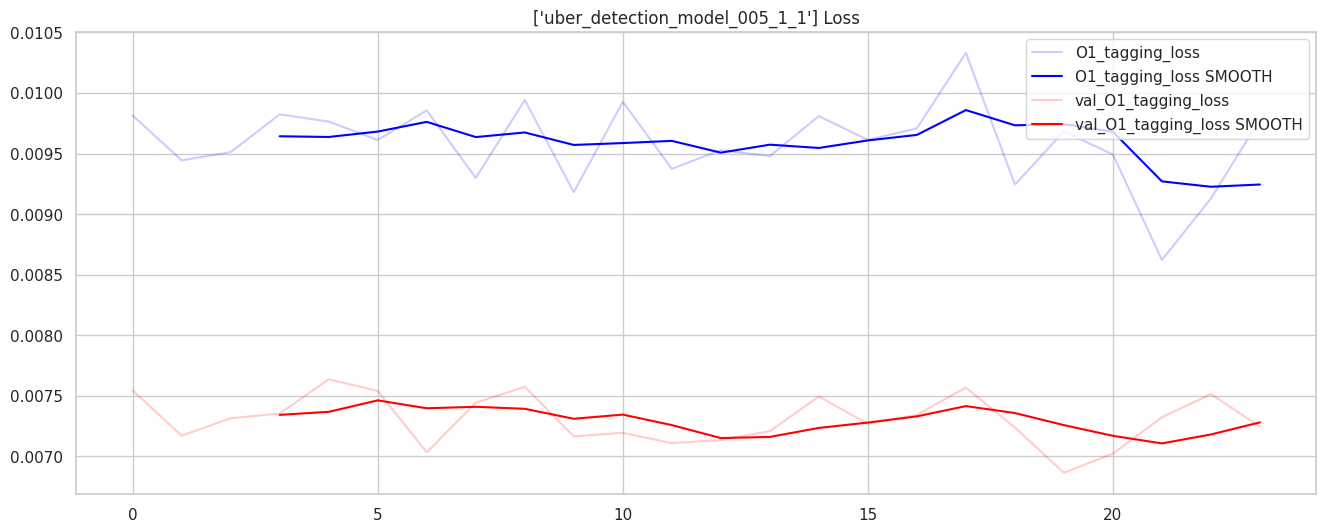 ['uber_detection_model_005_1_1'] Loss
0.0105
0.0100
0.0095
0.0090
0.0085
0.0080
0.0075
0.0070
O1_tagging_loss
O1_tagging_loss SMOOTH
val_O1_tagging_loss
val_O1_tagging_loss SMOOTH
0 5 10 15 20